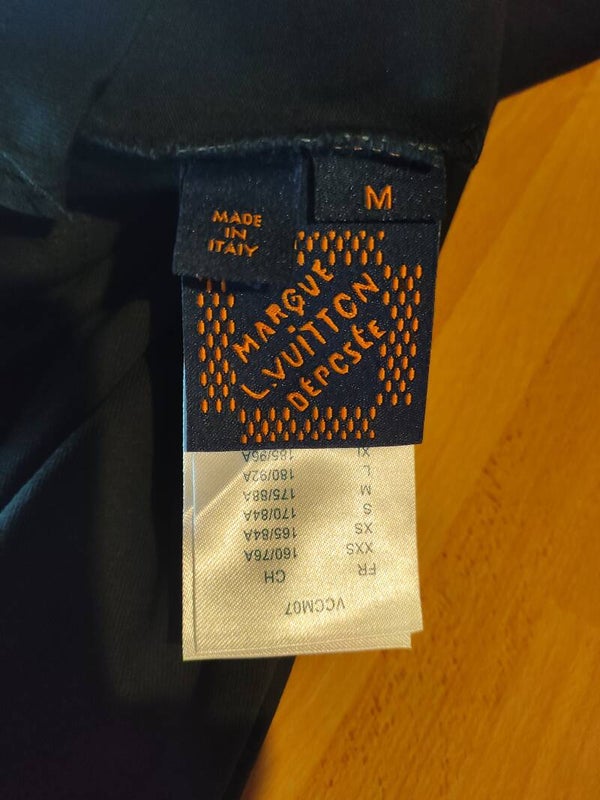 MADE
IN
ITALY
M
MARQUE
L.VUITTON
DÉPOSÉE
VCCM07
FR CH
XXS 160/76A
XS 165/84A
S 170/84A
M 175/88A
L 180/92A
XL 185/96A